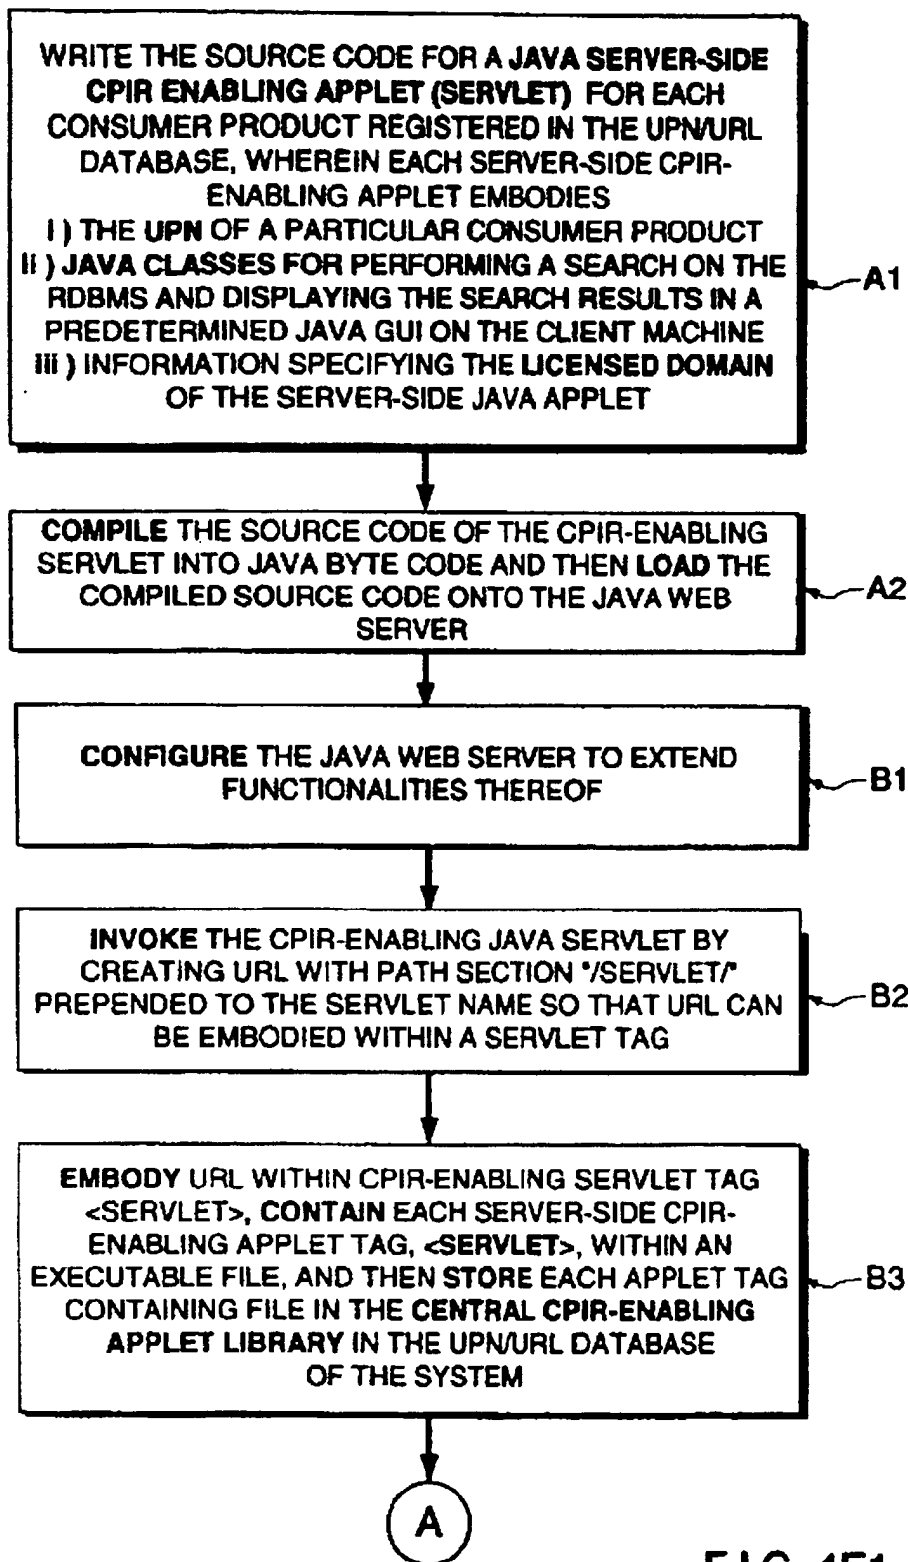 WRITE THE SOURCE CODE FOR A JAVA SERVER-SIDE
CPIR ENABLING APPLET (SERVLET) FOR EACH
CONSUMER PRODUCT REGISTERED IN THE UPN/URL
DATABASE, WHEREIN EACH SERVER-SIDE CPIR-
ENABLING APPLET EMBODIES
I ) THE UPN OF A PARTICULAR CONSUMER PRODUCT
II ) JAVA CLASSES FOR PERFORMING A SEARCH ON THE
RDBMS AND DISPLAYING THE SEARCH RESULTS IN A
PREDETERMINED JAVA GUI ON THE CLIENT MACHINE
III ) INFORMATION SPECIFYING THE LICENSED DOMAIN
OF THE SERVER-SIDE JAVA APPLET
A1
COMPILE THE SOURCE CODE OF THE CPIR-ENABLING
SERVLET INTO JAVA BYTE CODE AND THEN LOAD THE
COMPILED SOURCE CODE ONTO THE JAVA WEB
SERVER
A2
CONFIGURE THE JAVA WEB SERVER TO EXTEND
FUNCTIONALITIES THEREOF
B1
INVOKE THE CPIR-ENABLING JAVA SERVLET BY
CREATING URL WITH PATH SECTION "/SERVLET/"
PREPENDED TO THE SERVLET NAME SO THAT URL CAN
BE EMBODIED WITHIN A SERVLET TAG
B2
EMBODY URL WITHIN CPIR-ENABLING SERVLET TAG
<SERVLET>, CONTAIN EACH SERVER-SIDE CPIR-
ENABLING APPLET TAG, <SERVLET>, WITHIN AN
EXECUTABLE FILE, AND THEN STORE EACH APPLET TAG
CONTAINING FILE IN THE CENTRAL CPIR-ENABLING
APPLET LIBRARY IN THE UPN/URL DATABASE
OF THE SYSTEM
B3
A
FIG. 4E1